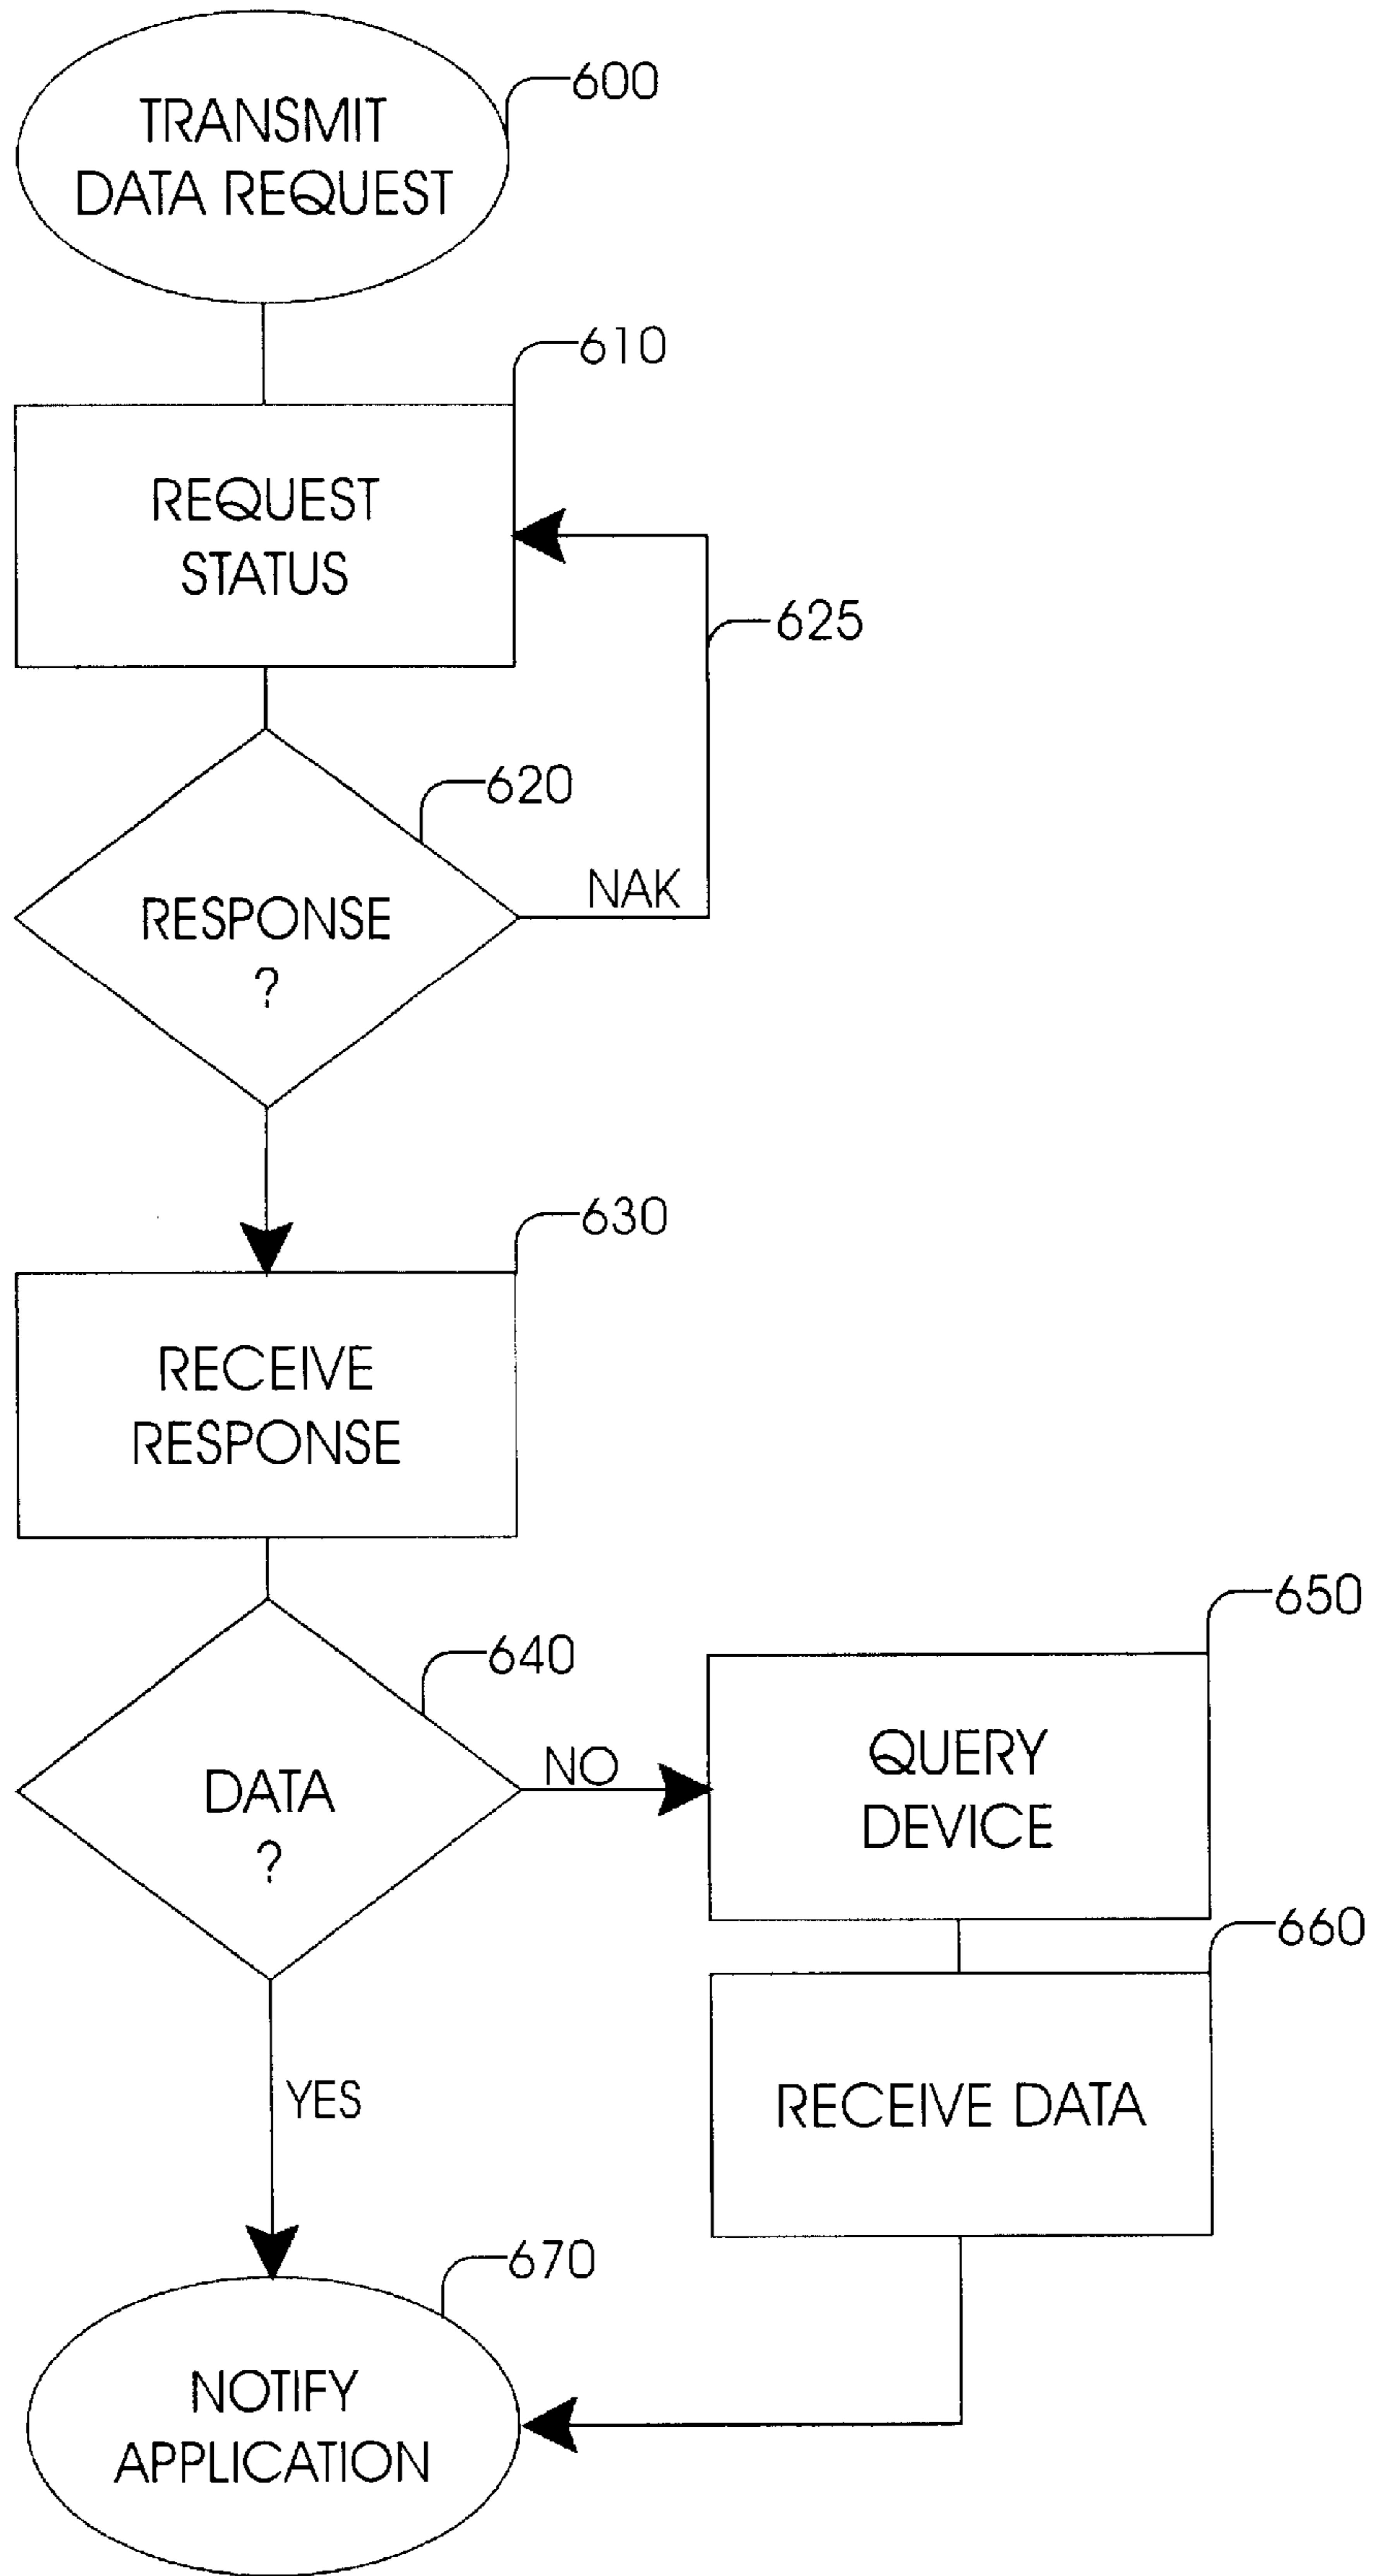 600
TRANSMIT
DATA REQUEST
610
REQUEST
STATUS
625
620
NAK
RESPONSE
?
630
RECEIVE
RESPONSE
650
640
NO
QUERY
DEVICE
DATA
?
660
YES
RECEIVE DATA
670
NOTIFY
APPLICATION